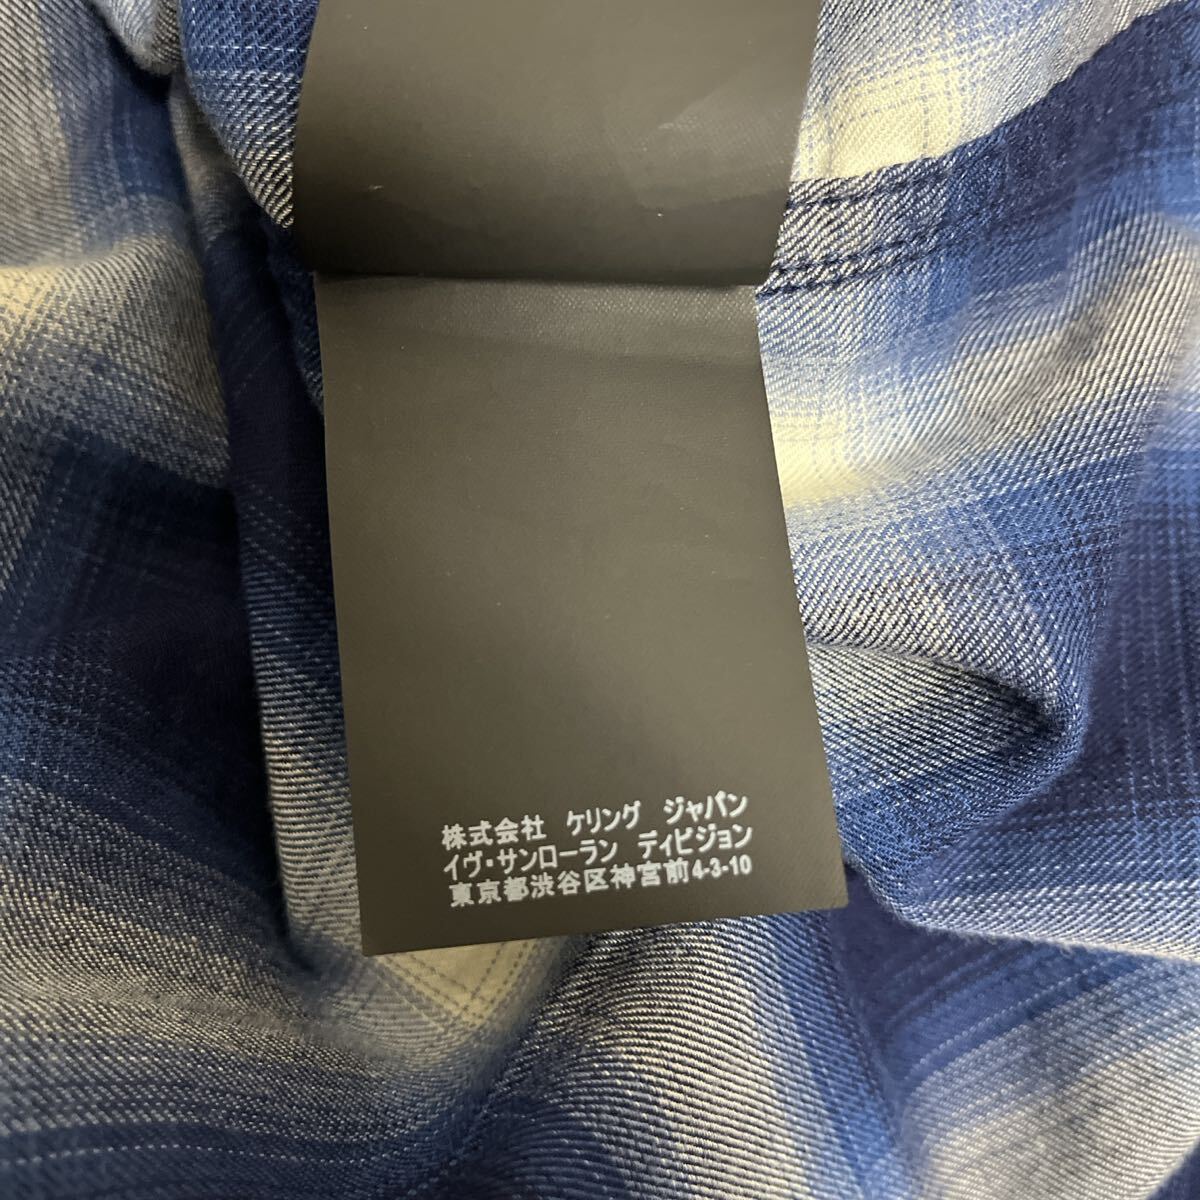 株式会社 ケリング ジャパン
イヴ・サンローラン ディビジョン
東京都渋谷区神宮前4-3-10